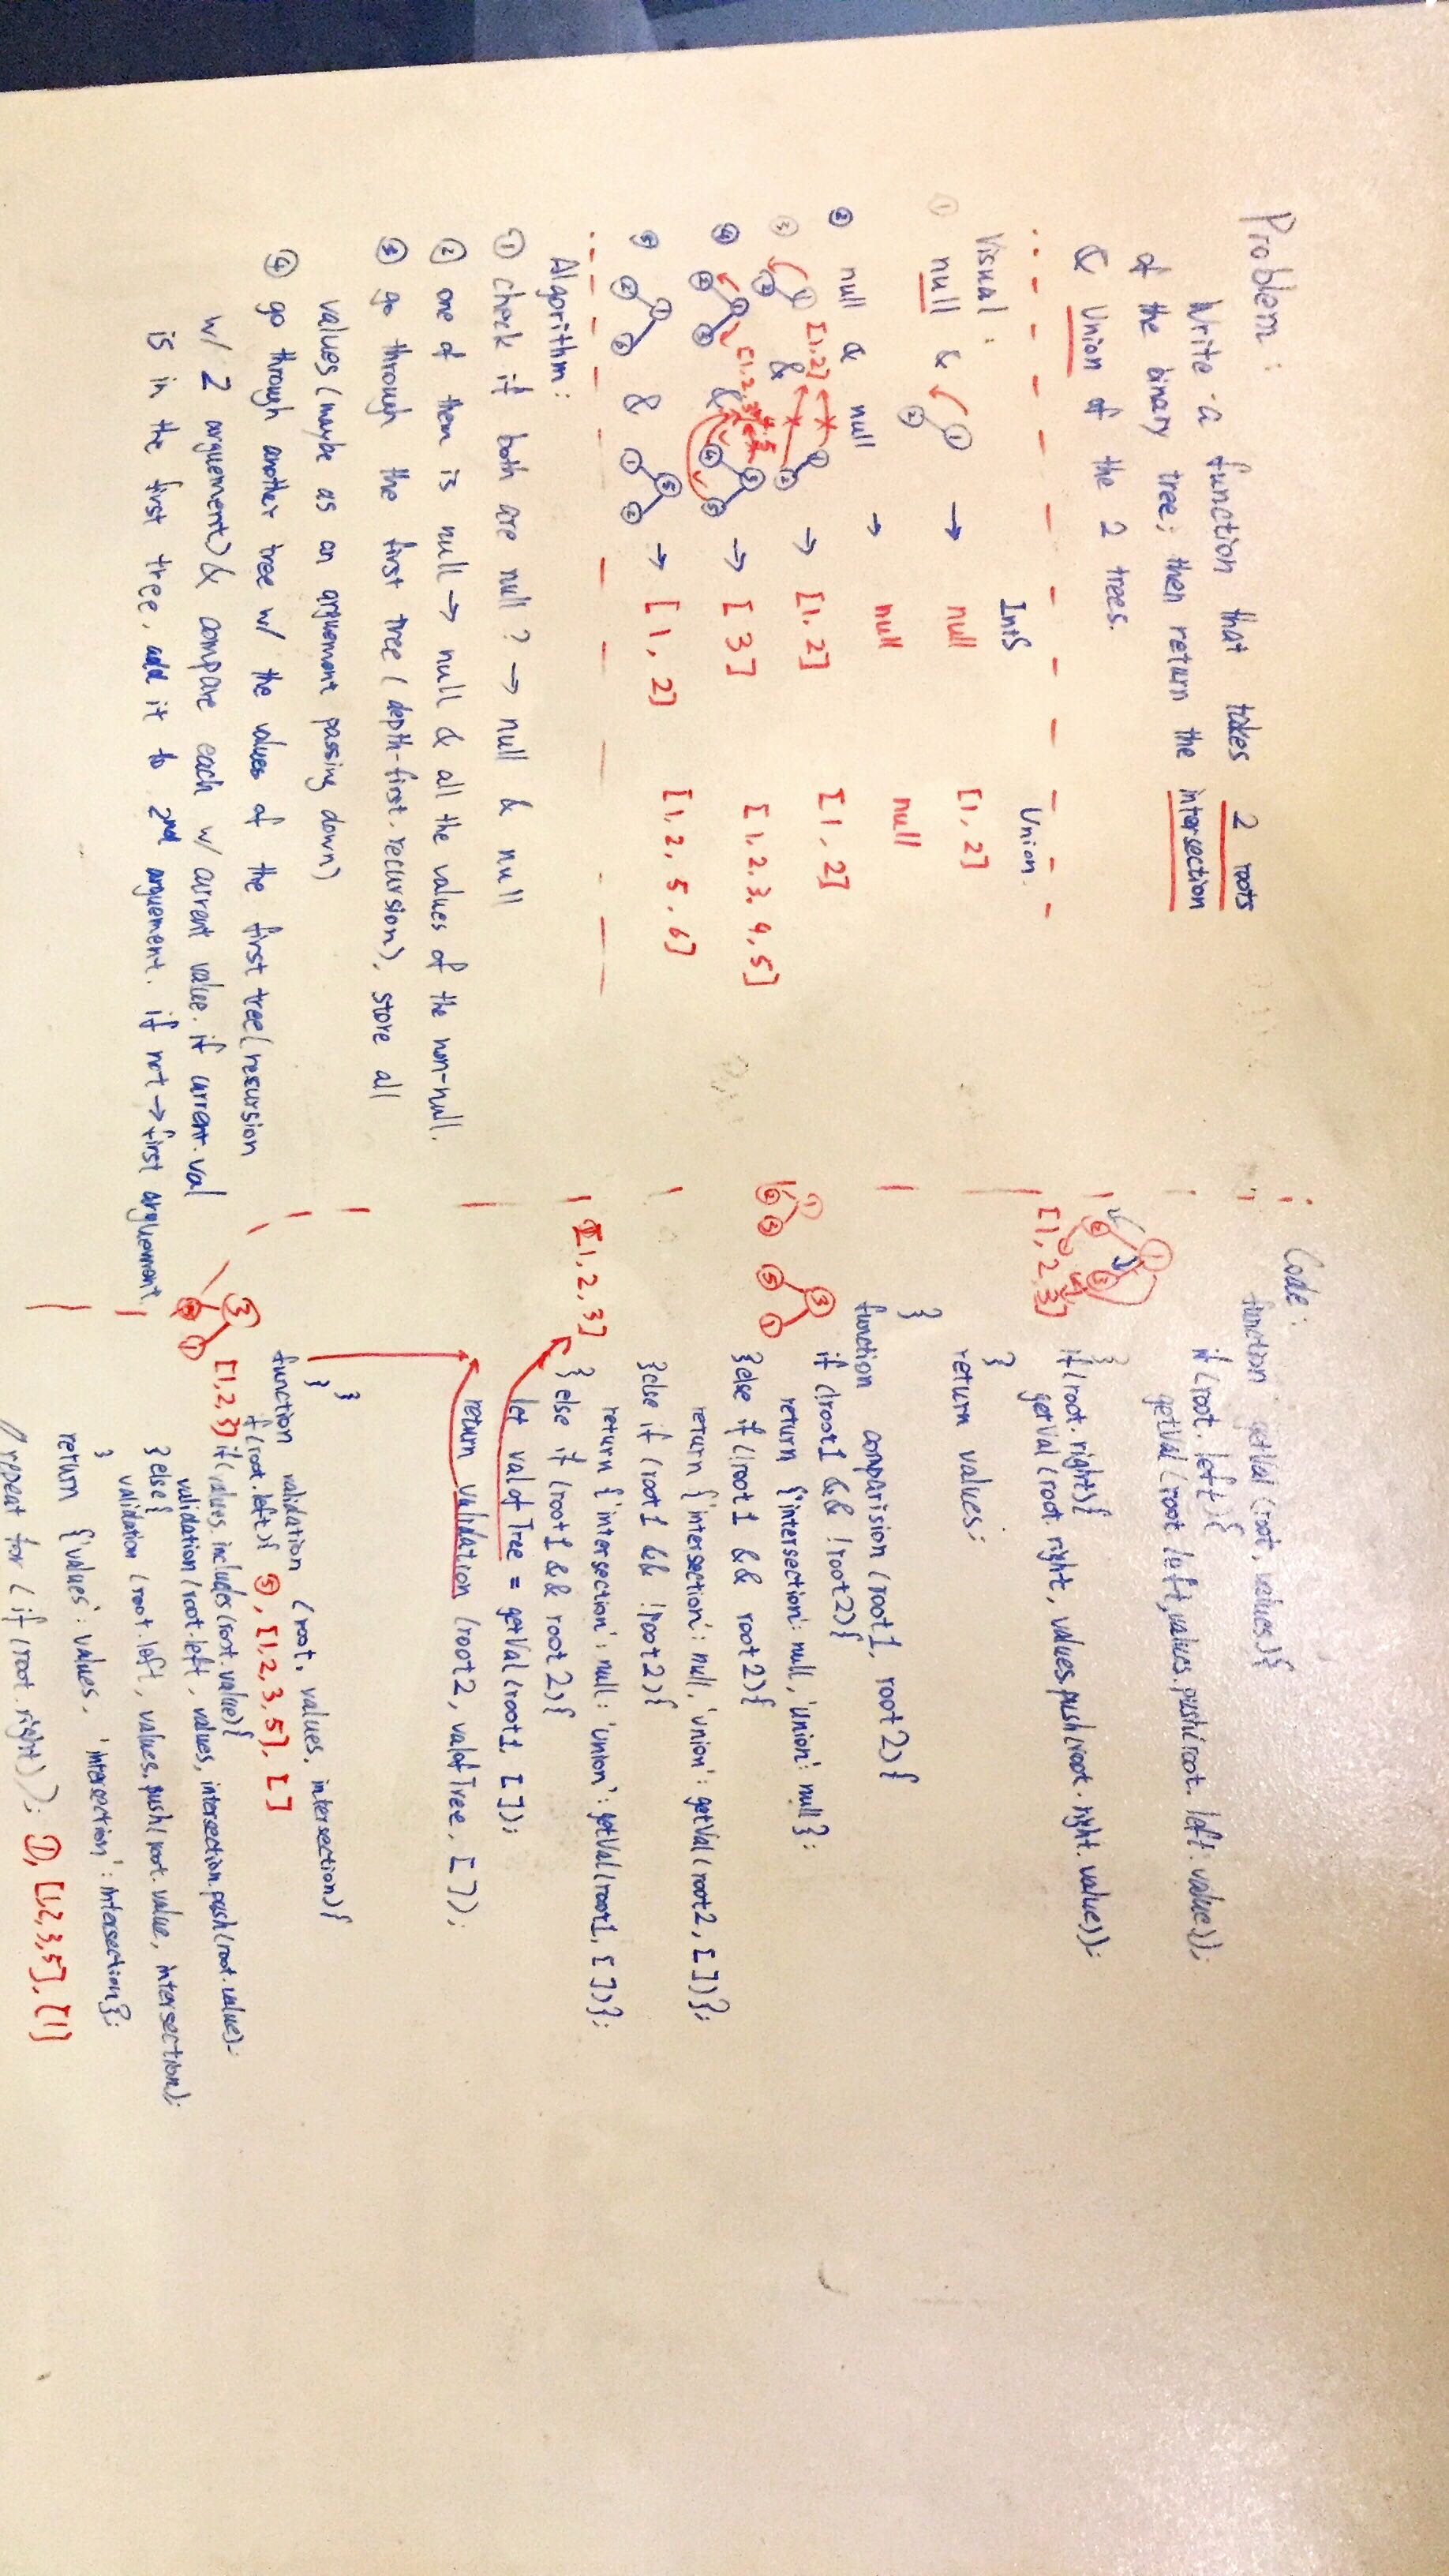 Problem:
Write a function that takes 2 roots
of the binary tree; then return the intersection
& Union of the 2 trees.
Visual: Ints Union.
① null & ① ② → null [1, 2]
② null & null → null null
③ ① ② [1,2] & ① ② → [1, 2] [1, 2]
④ → [3] [1, 2, 3, 4, 5]
⑤ & ⑤ ① ② → [1, 2] [1, 2, 5, 6]
Algorithm:
① check if both are null? → null & null
② one of them is null → null & all the values of the non-null.
③ go through the first tree (depth-first. recursion), store all
values (maybe as an arguement passing down)
④ go through another tree w/ the values of the first tree (resursion
w/ 2 arguement) & compare each w/ current value. if current.val
is in the first tree, add it to 2nd arguement. if not → first arguement.
Code:
function getVal (root, values){
if (root. left){
getVal (root. left, values.push(root. left. value));
}
if (root. right){
getVal (root. right, values.push(root. right. value));
}
[1, 2, 3]
return values;
}
function comparision (root1, root2) {
if (!root1 && !root2){
return {'intersection': null, 'union': null};
}else if (!root1 && root2){
return {'intersection': null, 'union': getVal(root2, [])};
}else if (root1 && !root2){
return {'intersection': null: 'union': getVal(root1, [])};
} else if (root1 && root2){
[1, 2, 3]
let valofTree = getVal (root1, []);
return validation (root2, valofTree, []);
}
}
function validation (root, values, intersection){
if (root.left){ ⑤, [1, 2, 3, 5], []
[1, 2, 3] if (values. includes (root. value){
validation (root. left, values, intersection.push(root.value);
}else{
validation (root. left, values. push( root. value, intersection);
}
return {'values': values, 'intersection': intersection};
//repeat for (if (root. right)); ①, [1,2,3,5], [1]